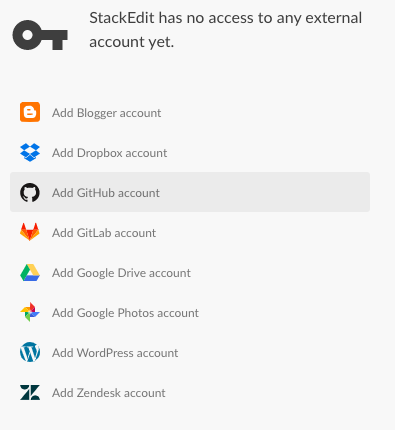 StackEdit has no access to any external
account yet.
Add Blogger account
Add Dropbox account
Add GitHub account
Add GitLab account
Add Google Drive account
Add Google Photos account
Add WordPress account
Add Zendesk account